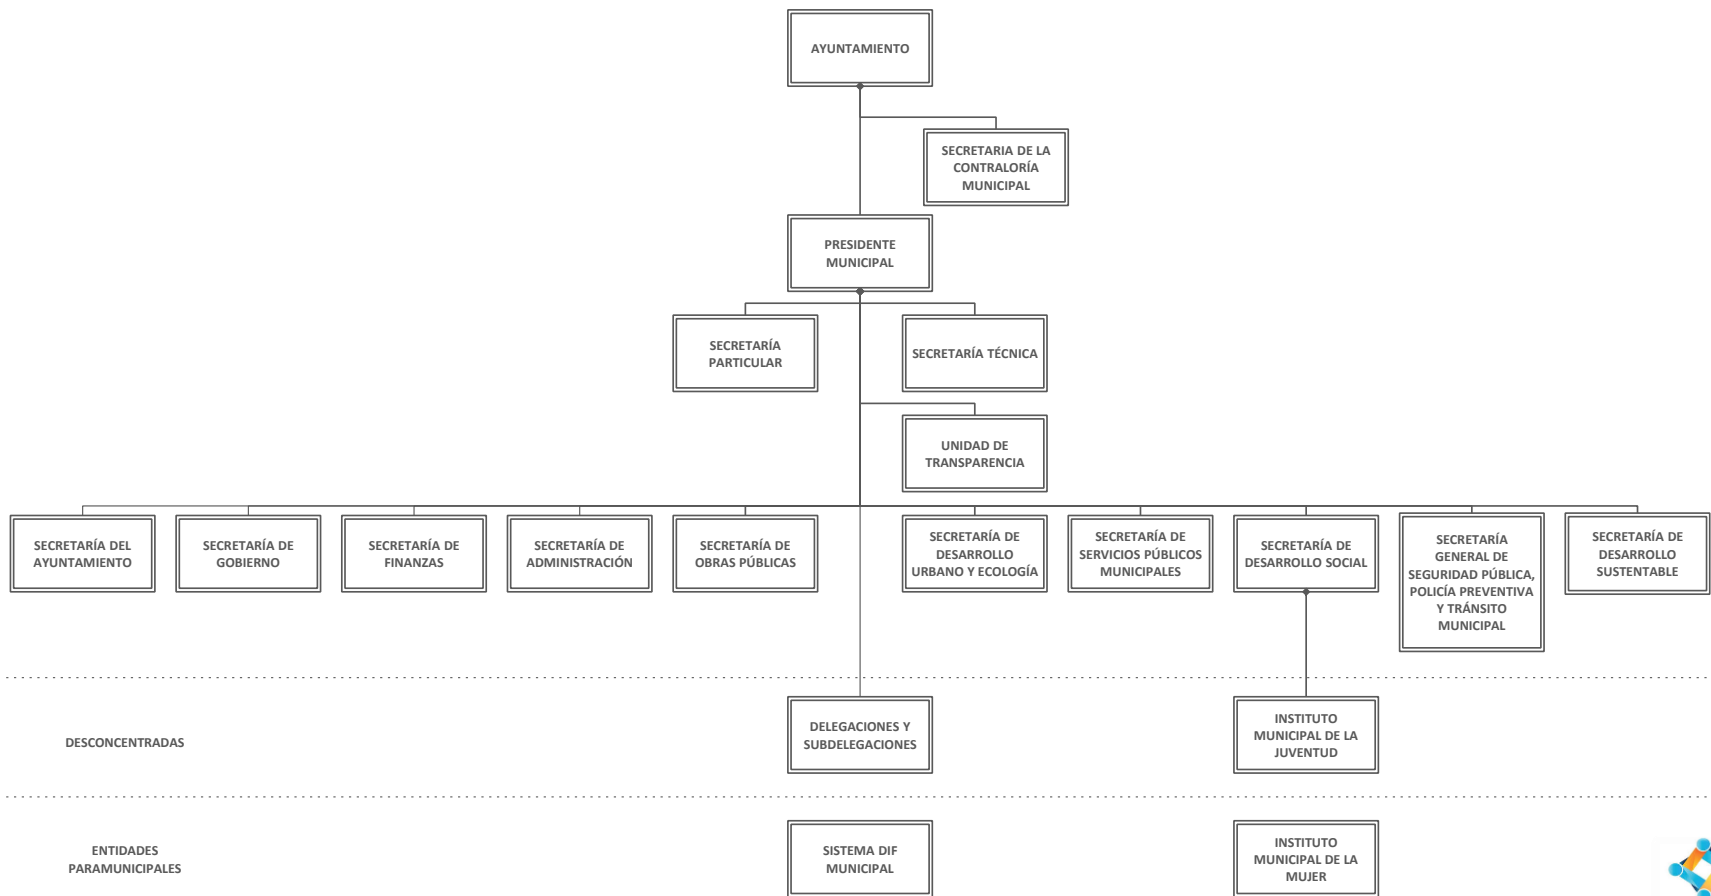 AYUNTAMIENTO
SECRETARIA DE LA
CONTRALORÍA
MUNICIPAL
PRESIDENTE
MUNICIPAL
SECRETARÍA
PARTICULAR
SECRETARÍA TÉCNICA
UNIDAD DE
TRANSPARENCIA
SECRETARÍA DEL
AYUNTAMIENTO
SECRETARÍA DE
GOBIERNO
SECRETARÍA DE
FINANZAS
SECRETARÍA DE
ADMINISTRACIÓN
SECRETARÍA DE
OBRAS PÚBLICAS
SECRETARÍA DE
DESARROLLO
URBANO Y ECOLOGÍA
SECRETARÍA DE
SERVICIOS PÚBLICOS
MUNICIPALES
SECRETARÍA DE
DESARROLLO SOCIAL
SECRETARÍA
GENERAL DE
SEGURIDAD PÚBLICA,
POLICÍA PREVENTIVA
Y TRÁNSITO
MUNICIPAL
SECRETARÍA DE
DESARROLLO
SUSTENTABLE
DESCONCENTRADAS
DELEGACIONES Y
SUBDELEGACIONES
INSTITUTO
MUNICIPAL DE LA
JUVENTUD
ENTIDADES
PARAMUNICIPALES
SISTEMA DIF
MUNICIPAL
INSTITUTO
MUNICIPAL DE LA
MUJER